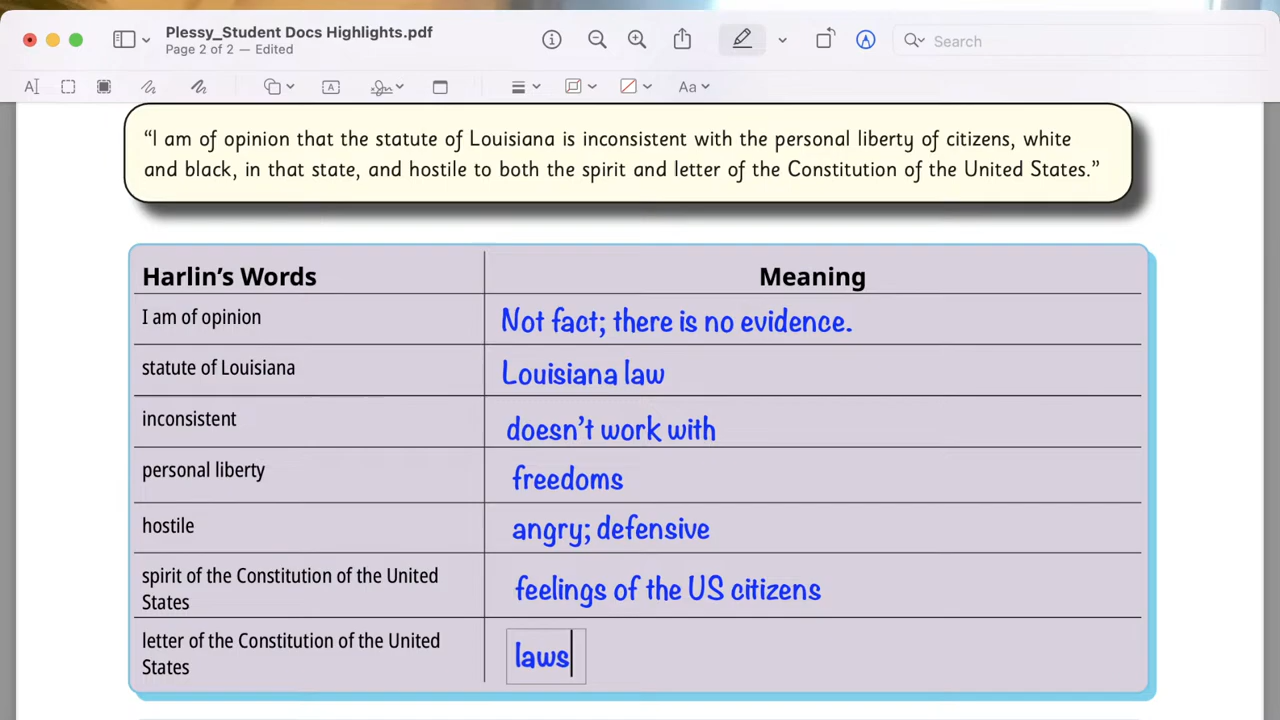 Plessy_Student Docs Highlights.pdf
Page 2 of 2 — Edited
Search
A
Aa
“I am of opinion that the statute of Louisiana is inconsistent with the personal liberty of citizens, white
and black, in that state, and hostile to both the spirit and letter of the Constitution of the United States.”
Harlin’s Words
Meaning
I am of opinion
Not fact; there is no evidence.
statute of Louisiana
Louisiana law
inconsistent
doesn’t work with
personal liberty
freedoms
hostile
angry; defensive
spirit of the Constitution of the United
States
feelings of the US citizens
letter of the Constitution of the United
States
laws